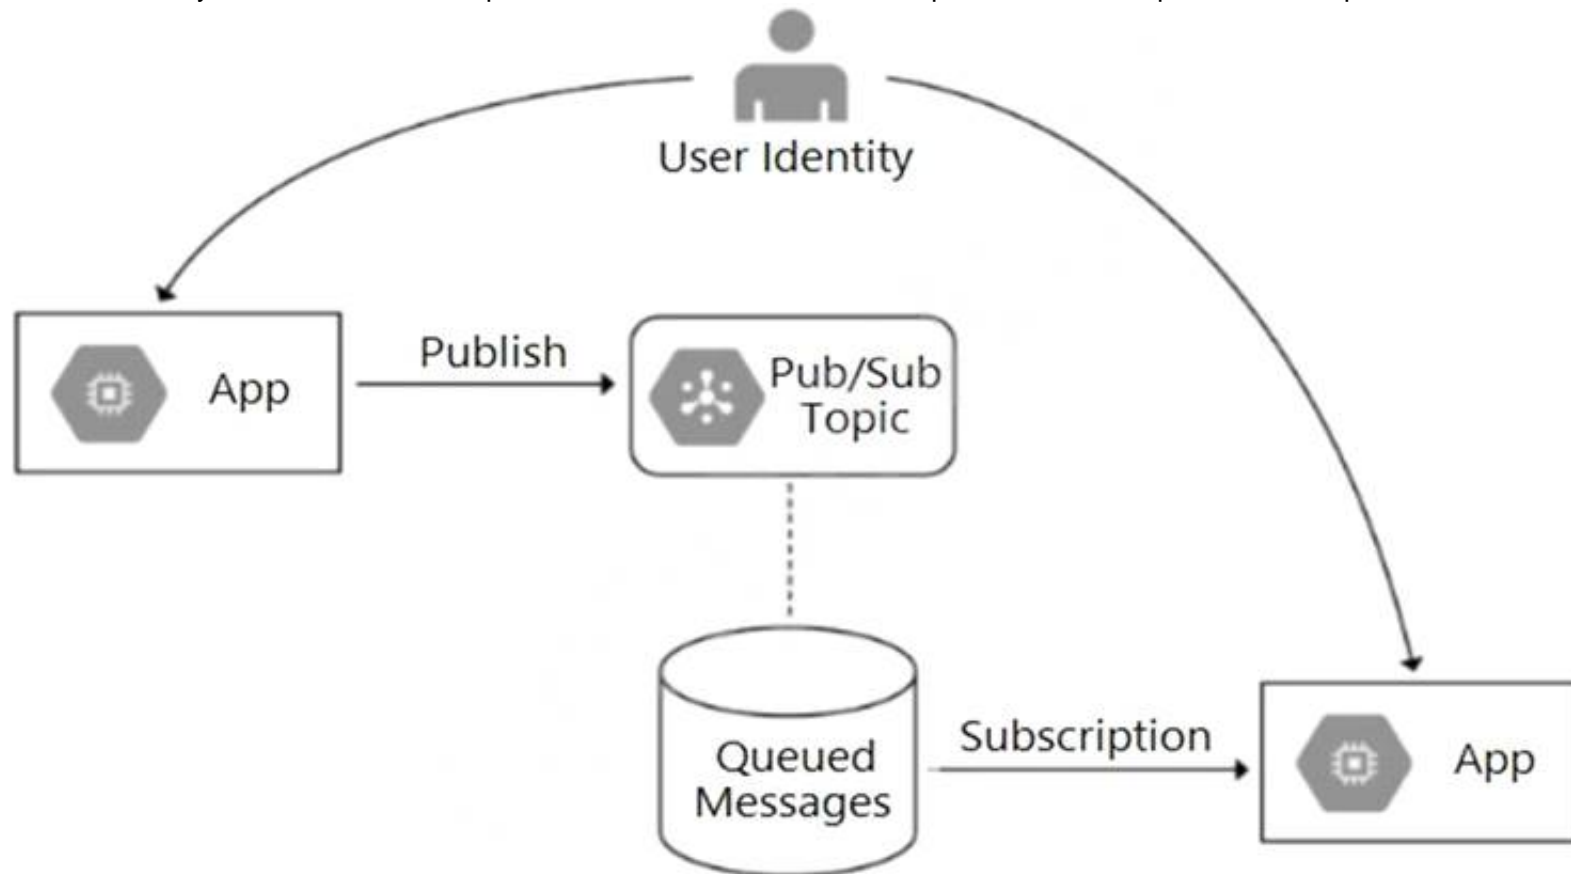 User Identity
App
Publish
Pub/Sub
Topic
Queued
Messages
Subscription
App